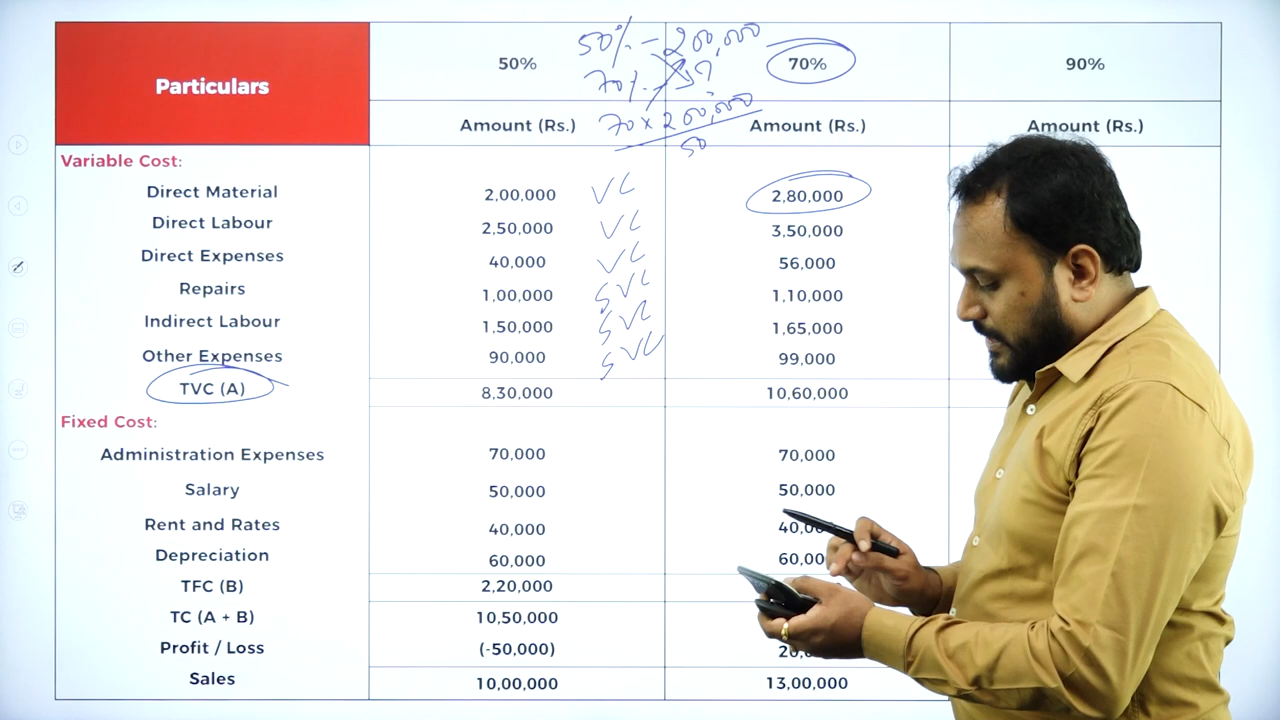 Particulars
50%
70%
90%
Amount (Rs.)
Amount (Rs.)
Amount (Rs.)
50% - 200,000
70% - ?
70 x 200,000
50
Variable Cost:
Direct Material 2,00,000 VC 2,80,000
Direct Labour 2,50,000 VC 3,50,000
Direct Expenses 40,000 VC 56,000
Repairs 1,00,000 SVC 1,10,000
Indirect Labour 1,50,000 SVC 1,65,000
Other Expenses 90,000 SVC 99,000
TVC (A) 8,30,000 10,60,000
Fixed Cost:
Administration Expenses 70,000 70,000
Salary 50,000 50,000
Rent and Rates 40,000
Depreciation 60,000
TFC (B) 2,20,000
TC (A + B) 10,50,000
Profit / Loss (-50,000)
Sales 10,00,000 13,00,000